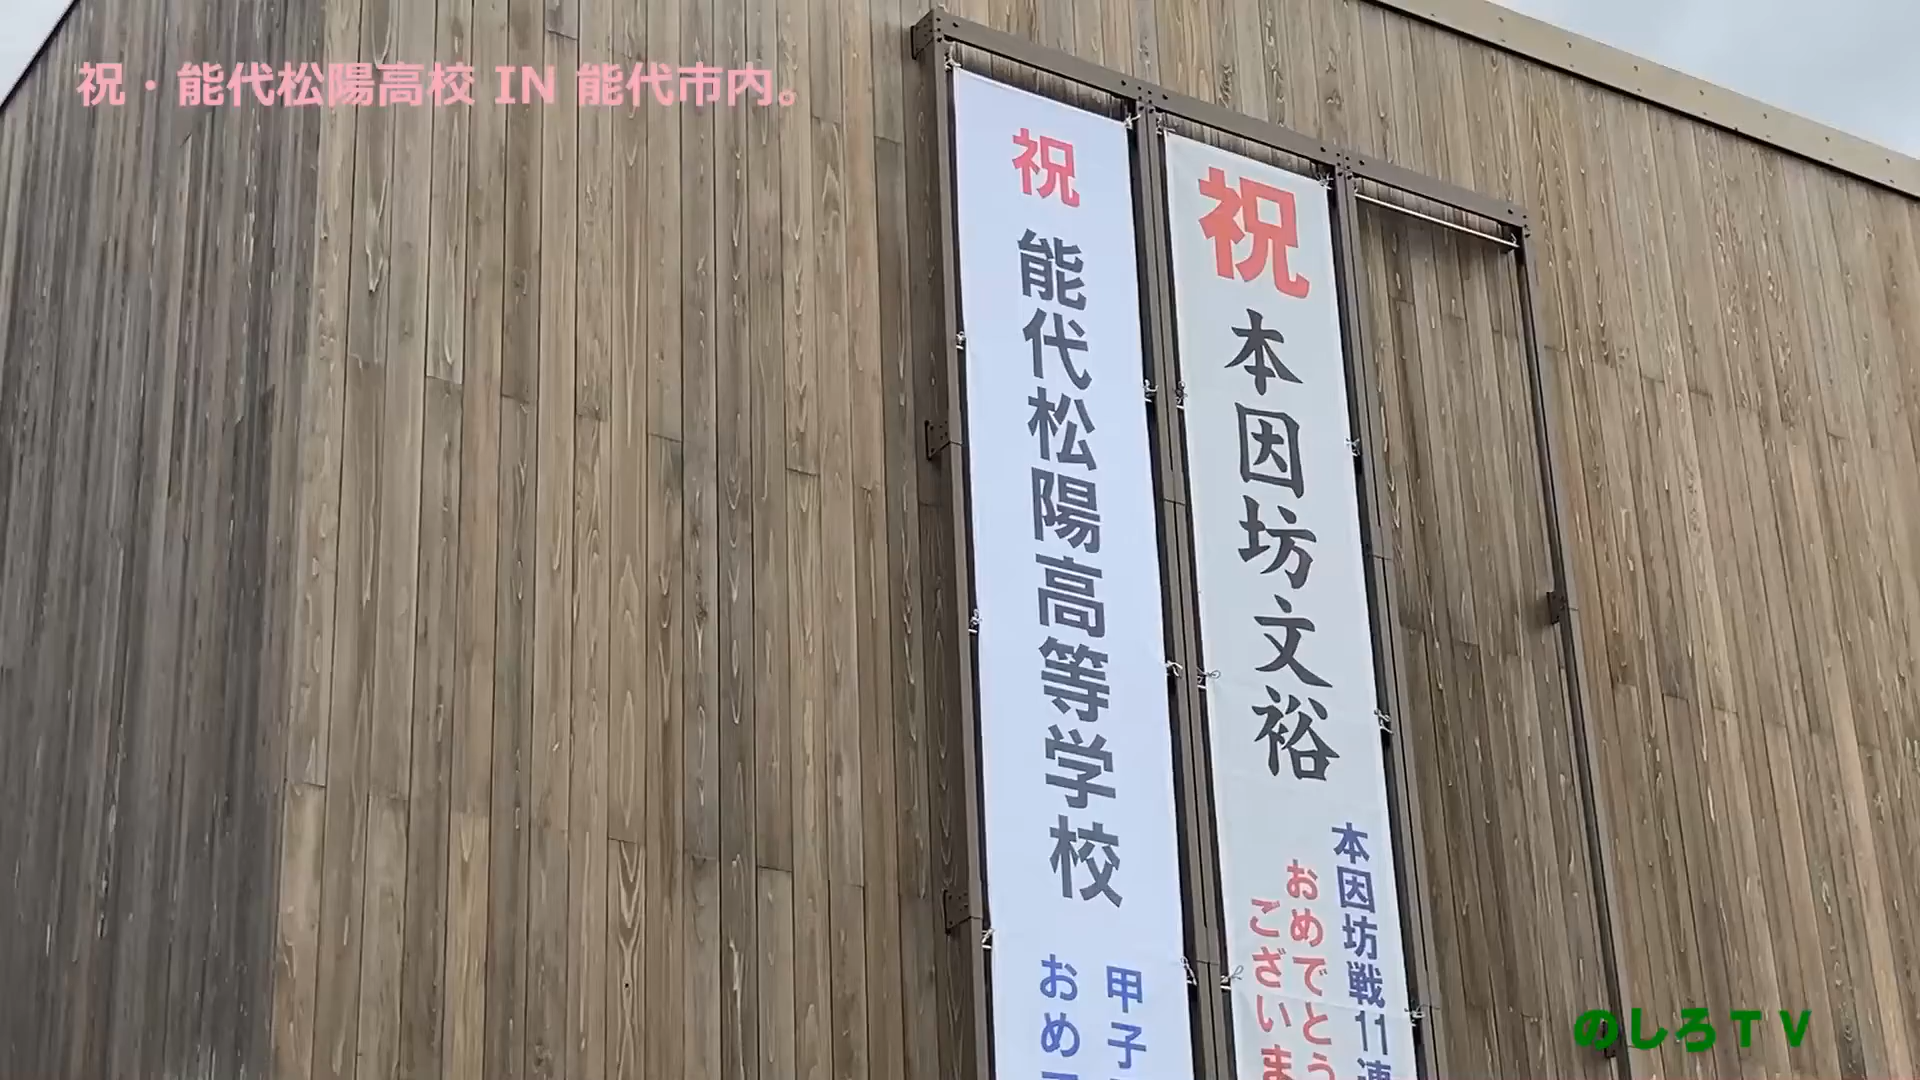 祝・能代松陽高校 IN 能代市内。
祝 能代松陽高等学校
甲子
おめ
祝 本因坊文裕
本因坊戦11連
おめでとう
ございま
のしろTV